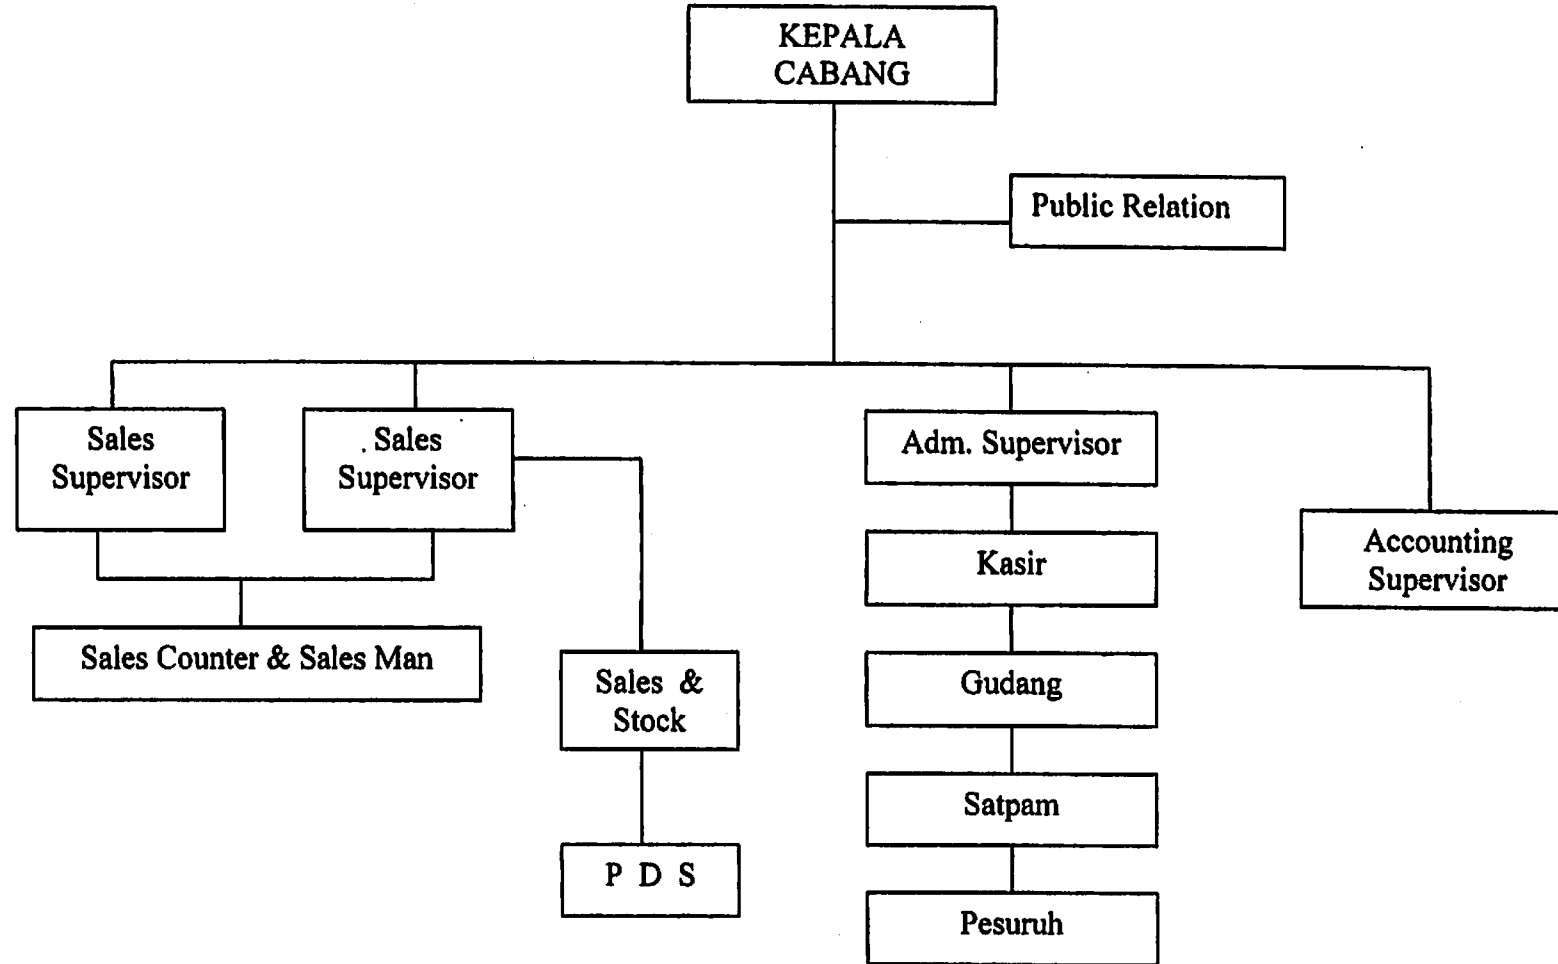 KEPALA
CABANG
Public Relation
Sales
Supervisor
Sales
Supervisor
Adm. Supervisor
Accounting
Supervisor
Kasir
Sales Counter & Sales Man
Sales &
Stock
Gudang
Satpam
P D S
Pesuruh